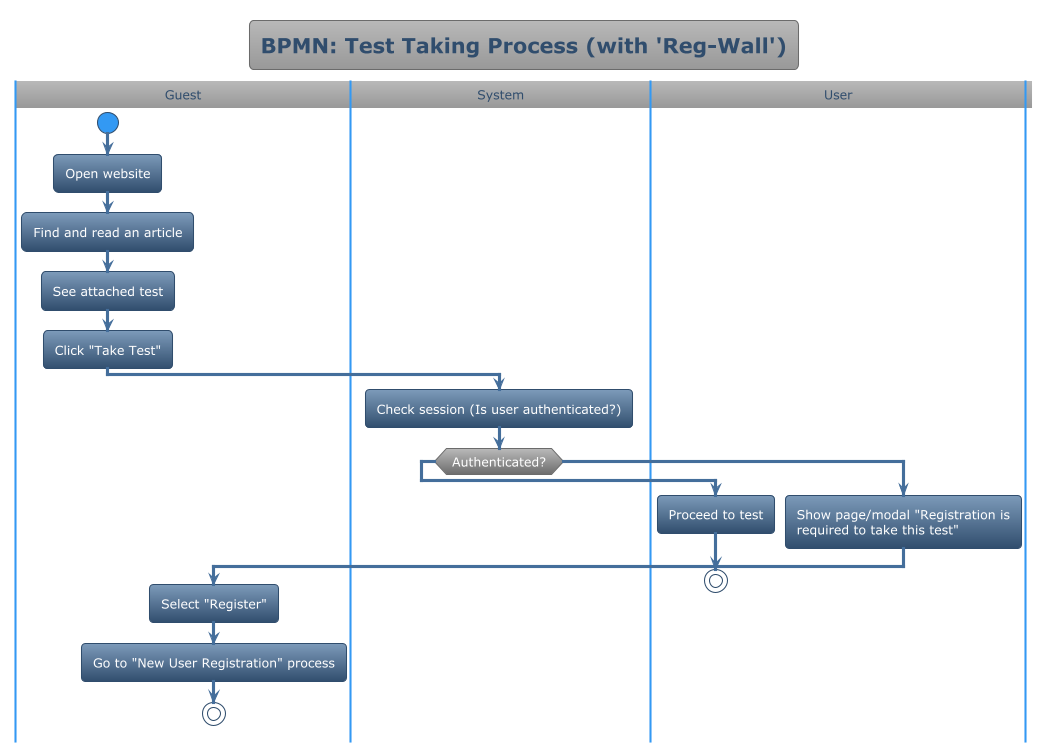 BPMN: Test Taking Process (with 'Reg-Wall')
Guest
System
User
Open website
Find and read an article
See attached test
Click "Take Test"
Check session (Is user authenticated?)
Authenticated?
Proceed to test
Show page/modal "Registration is
required to take this test"
Select "Register"
Go to "New User Registration" process